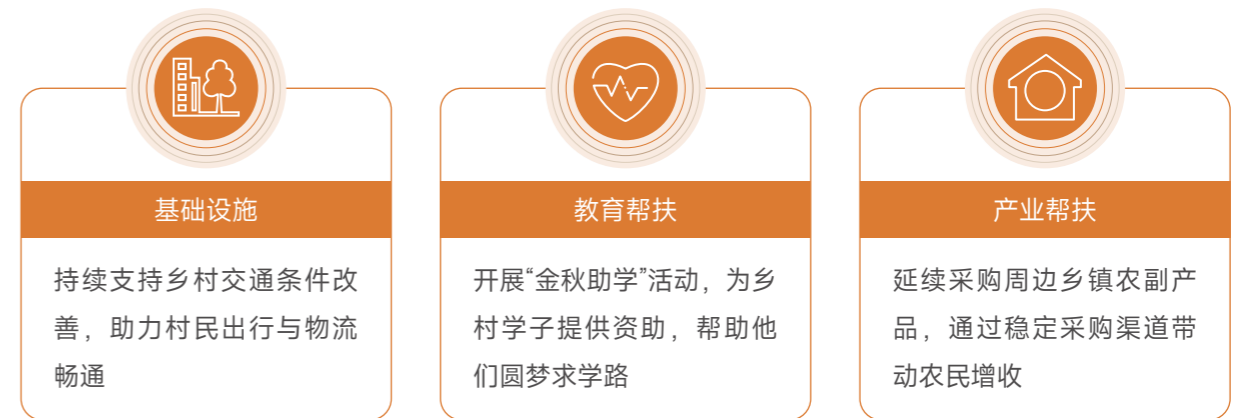 基础设施
持续支持乡村交通条件改
善，助力村民出行与物流
畅通
教育帮扶
开展“金秋助学”活动，为乡
村学子提供资助，帮助他
们圆梦求学路
产业帮扶
延续采购周边乡镇农副产
品，通过稳定采购渠道带
动农民增收